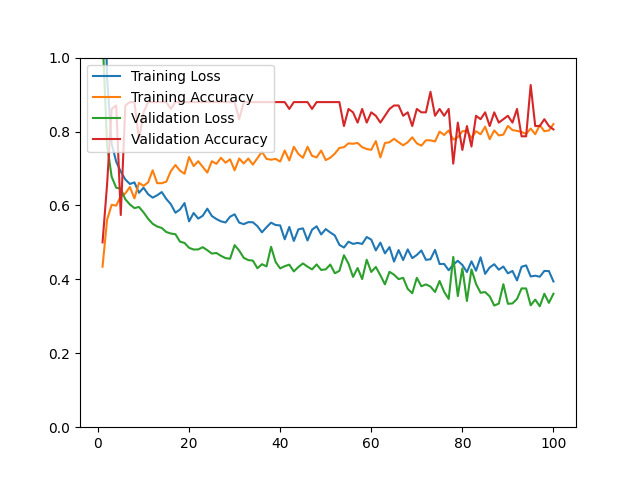 1.0
0.8
0.6
0.4
0.2
0.0
0 20 40 60 80 100
Training Loss
Training Accuracy
Validation Loss
Validation Accuracy